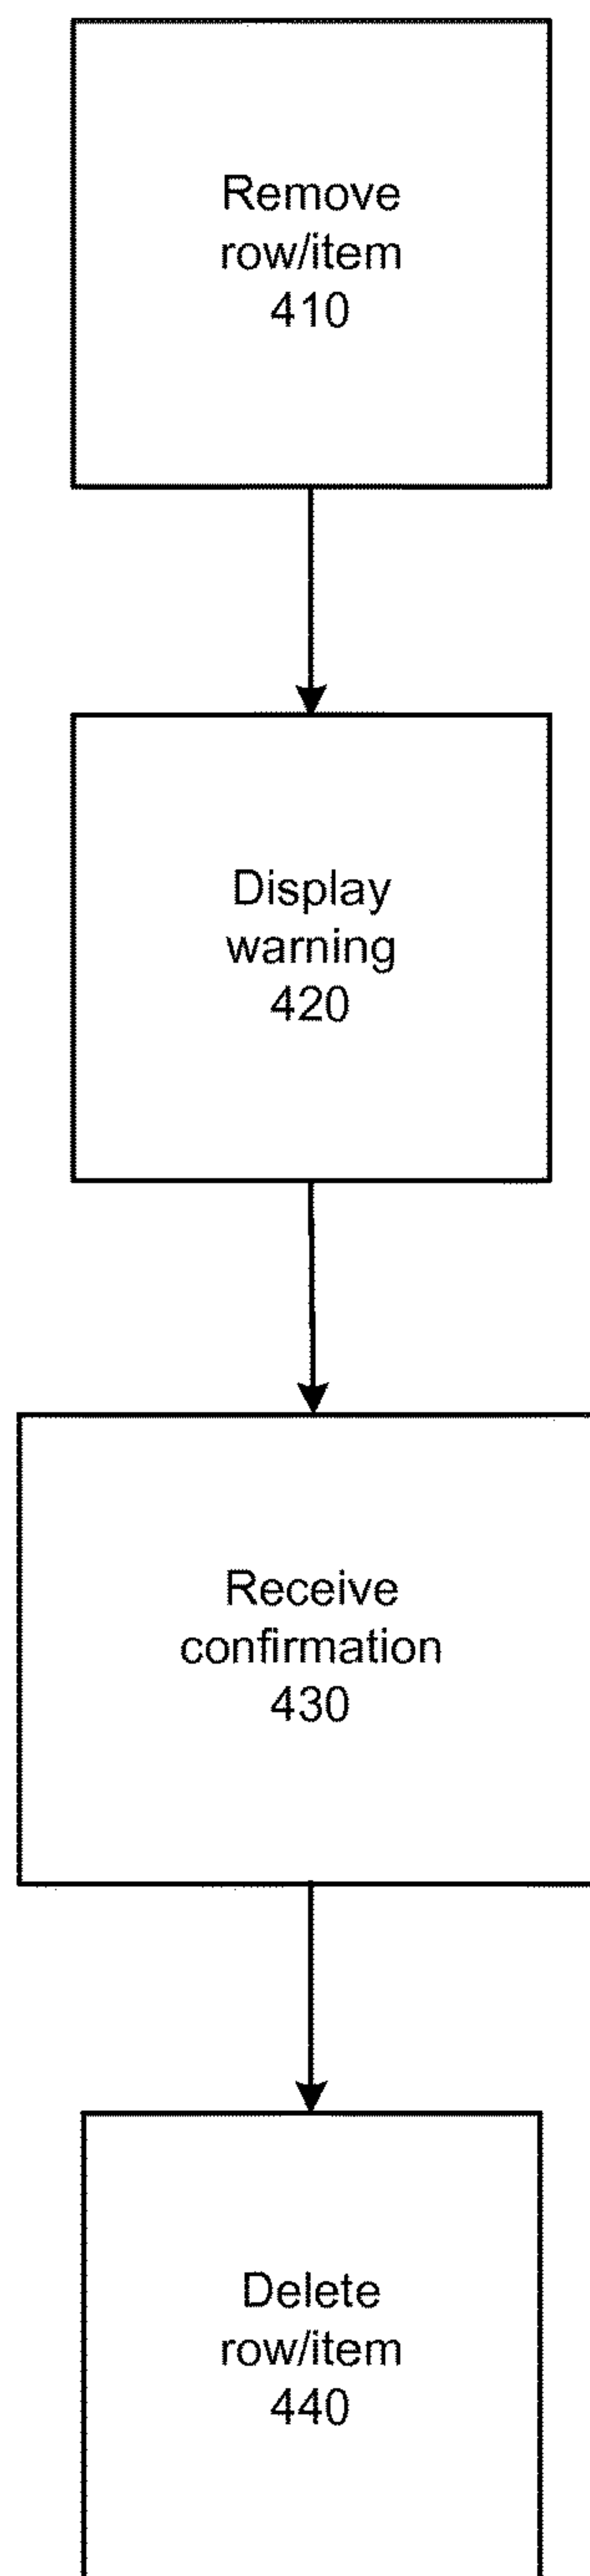 Remove
row/item
410
Display
warning
420
Receive
confirmation
430
Delete
row/item
440